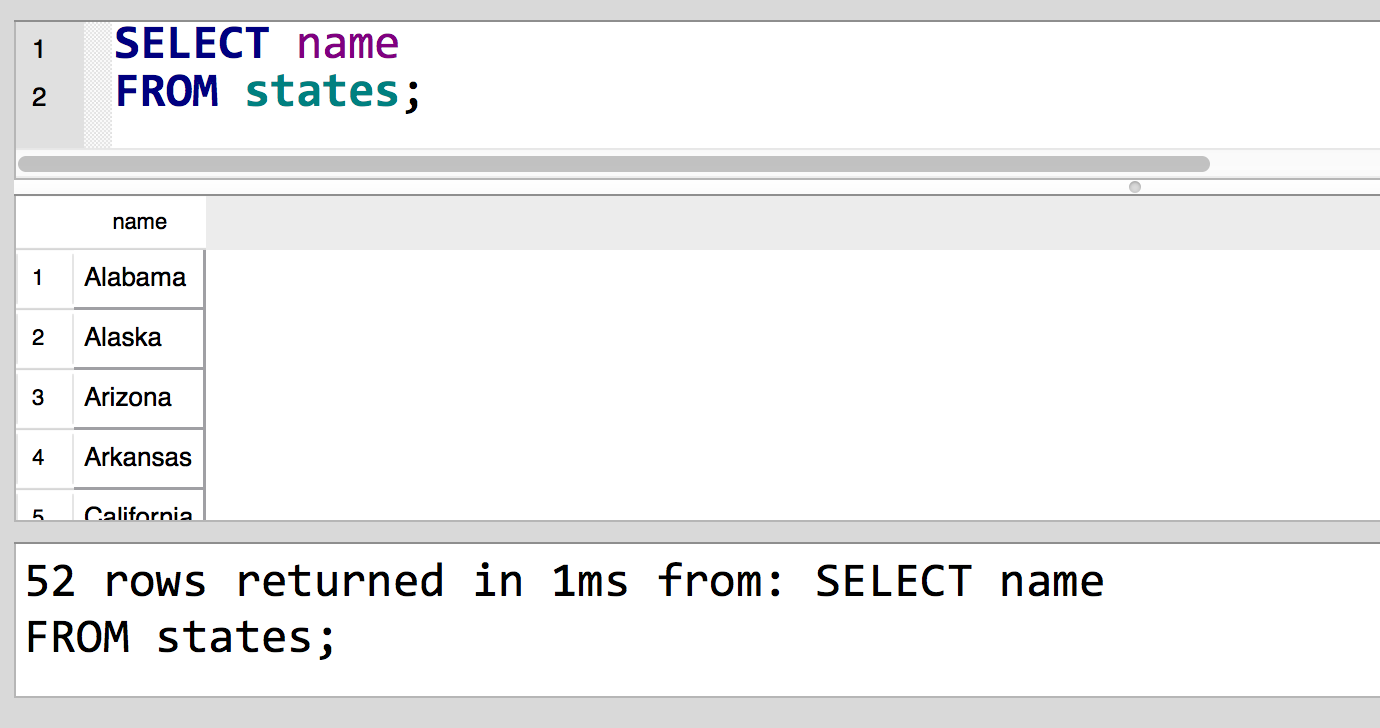 1 SELECT name
2 FROM states;
name
1 Alabama
2 Alaska
3 Arizona
4 Arkansas
5 California
52 rows returned in 1ms from: SELECT name
FROM states;